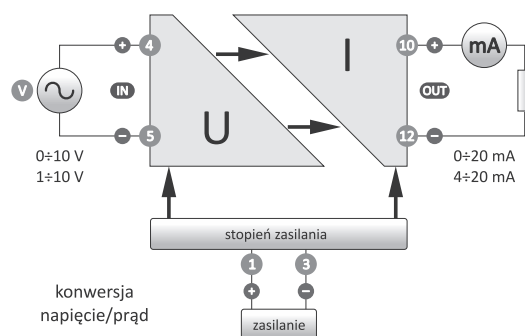 4
10
+
+
mA
I
V
IN
OUT
U
5
12
−
−
0÷10 V
1÷10 V
0÷20 mA
4÷20 mA
stopień zasilania
1
3
+
−
konwersja
napięcie/prąd
zasilanie